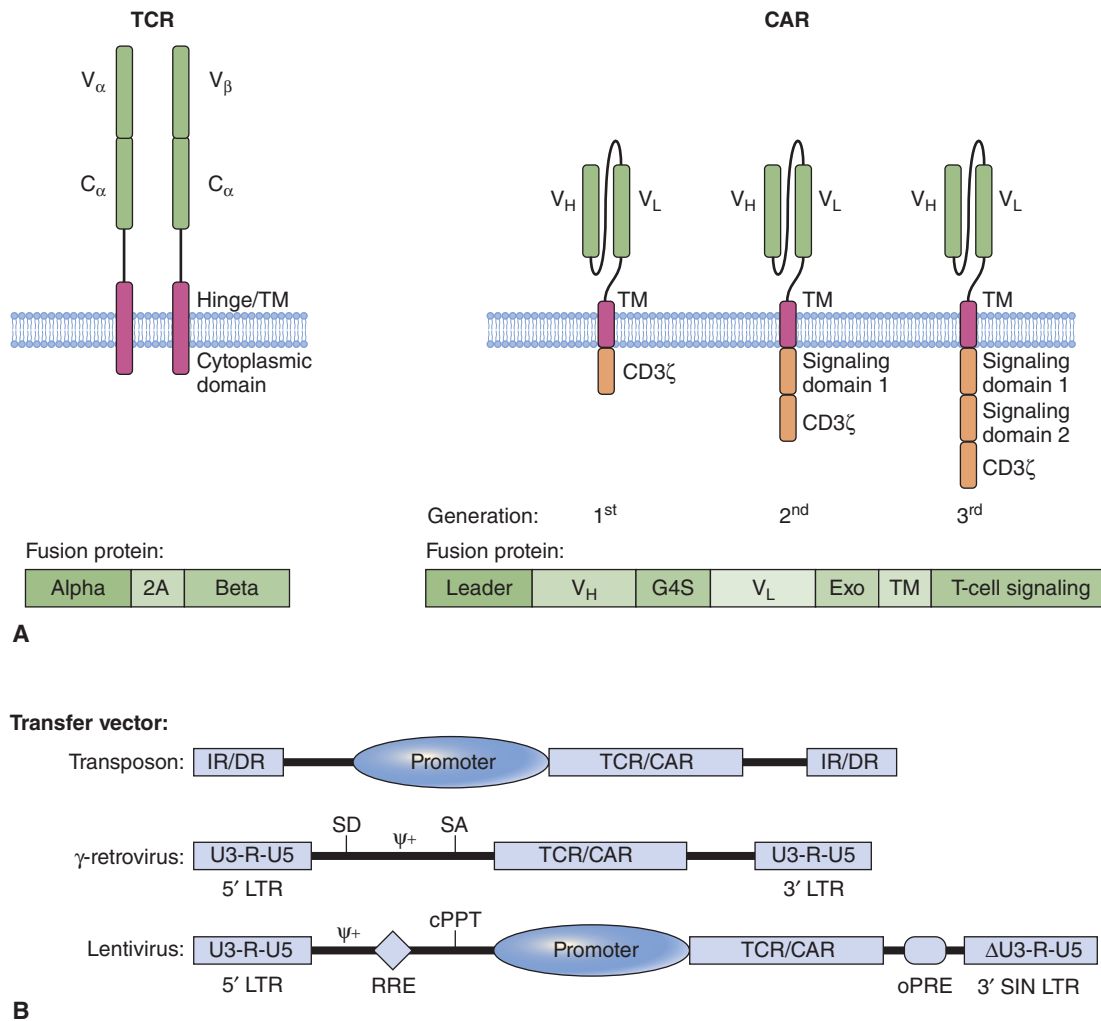 TCR
CAR
Vα
Vβ
Cα
Cα
Hinge/TM
Cytoplasmic
domain
VH
VL
TM
CD3ζ
VH
VL
TM
Signaling
domain 1
CD3ζ
VH
VL
TM
Signaling
domain 1
Signaling
domain 2
CD3ζ
Generation: 1st 2nd 3rd
Fusion protein:
Alpha 2A Beta
Fusion protein:
Leader VH G4S VL Exo TM T-cell signaling
A
Transfer vector:
Transposon: IR/DR Promoter TCR/CAR IR/DR
SD ψ+ SA
γ-retrovirus: U3-R-U5 TCR/CAR U3-R-U5
5′ LTR 3′ LTR
ψ+ cPPT
Lentivirus: U3-R-U5 Promoter TCR/CAR ΔU3-R-U5
5′ LTR RRE oPRE 3′ SIN LTR
B